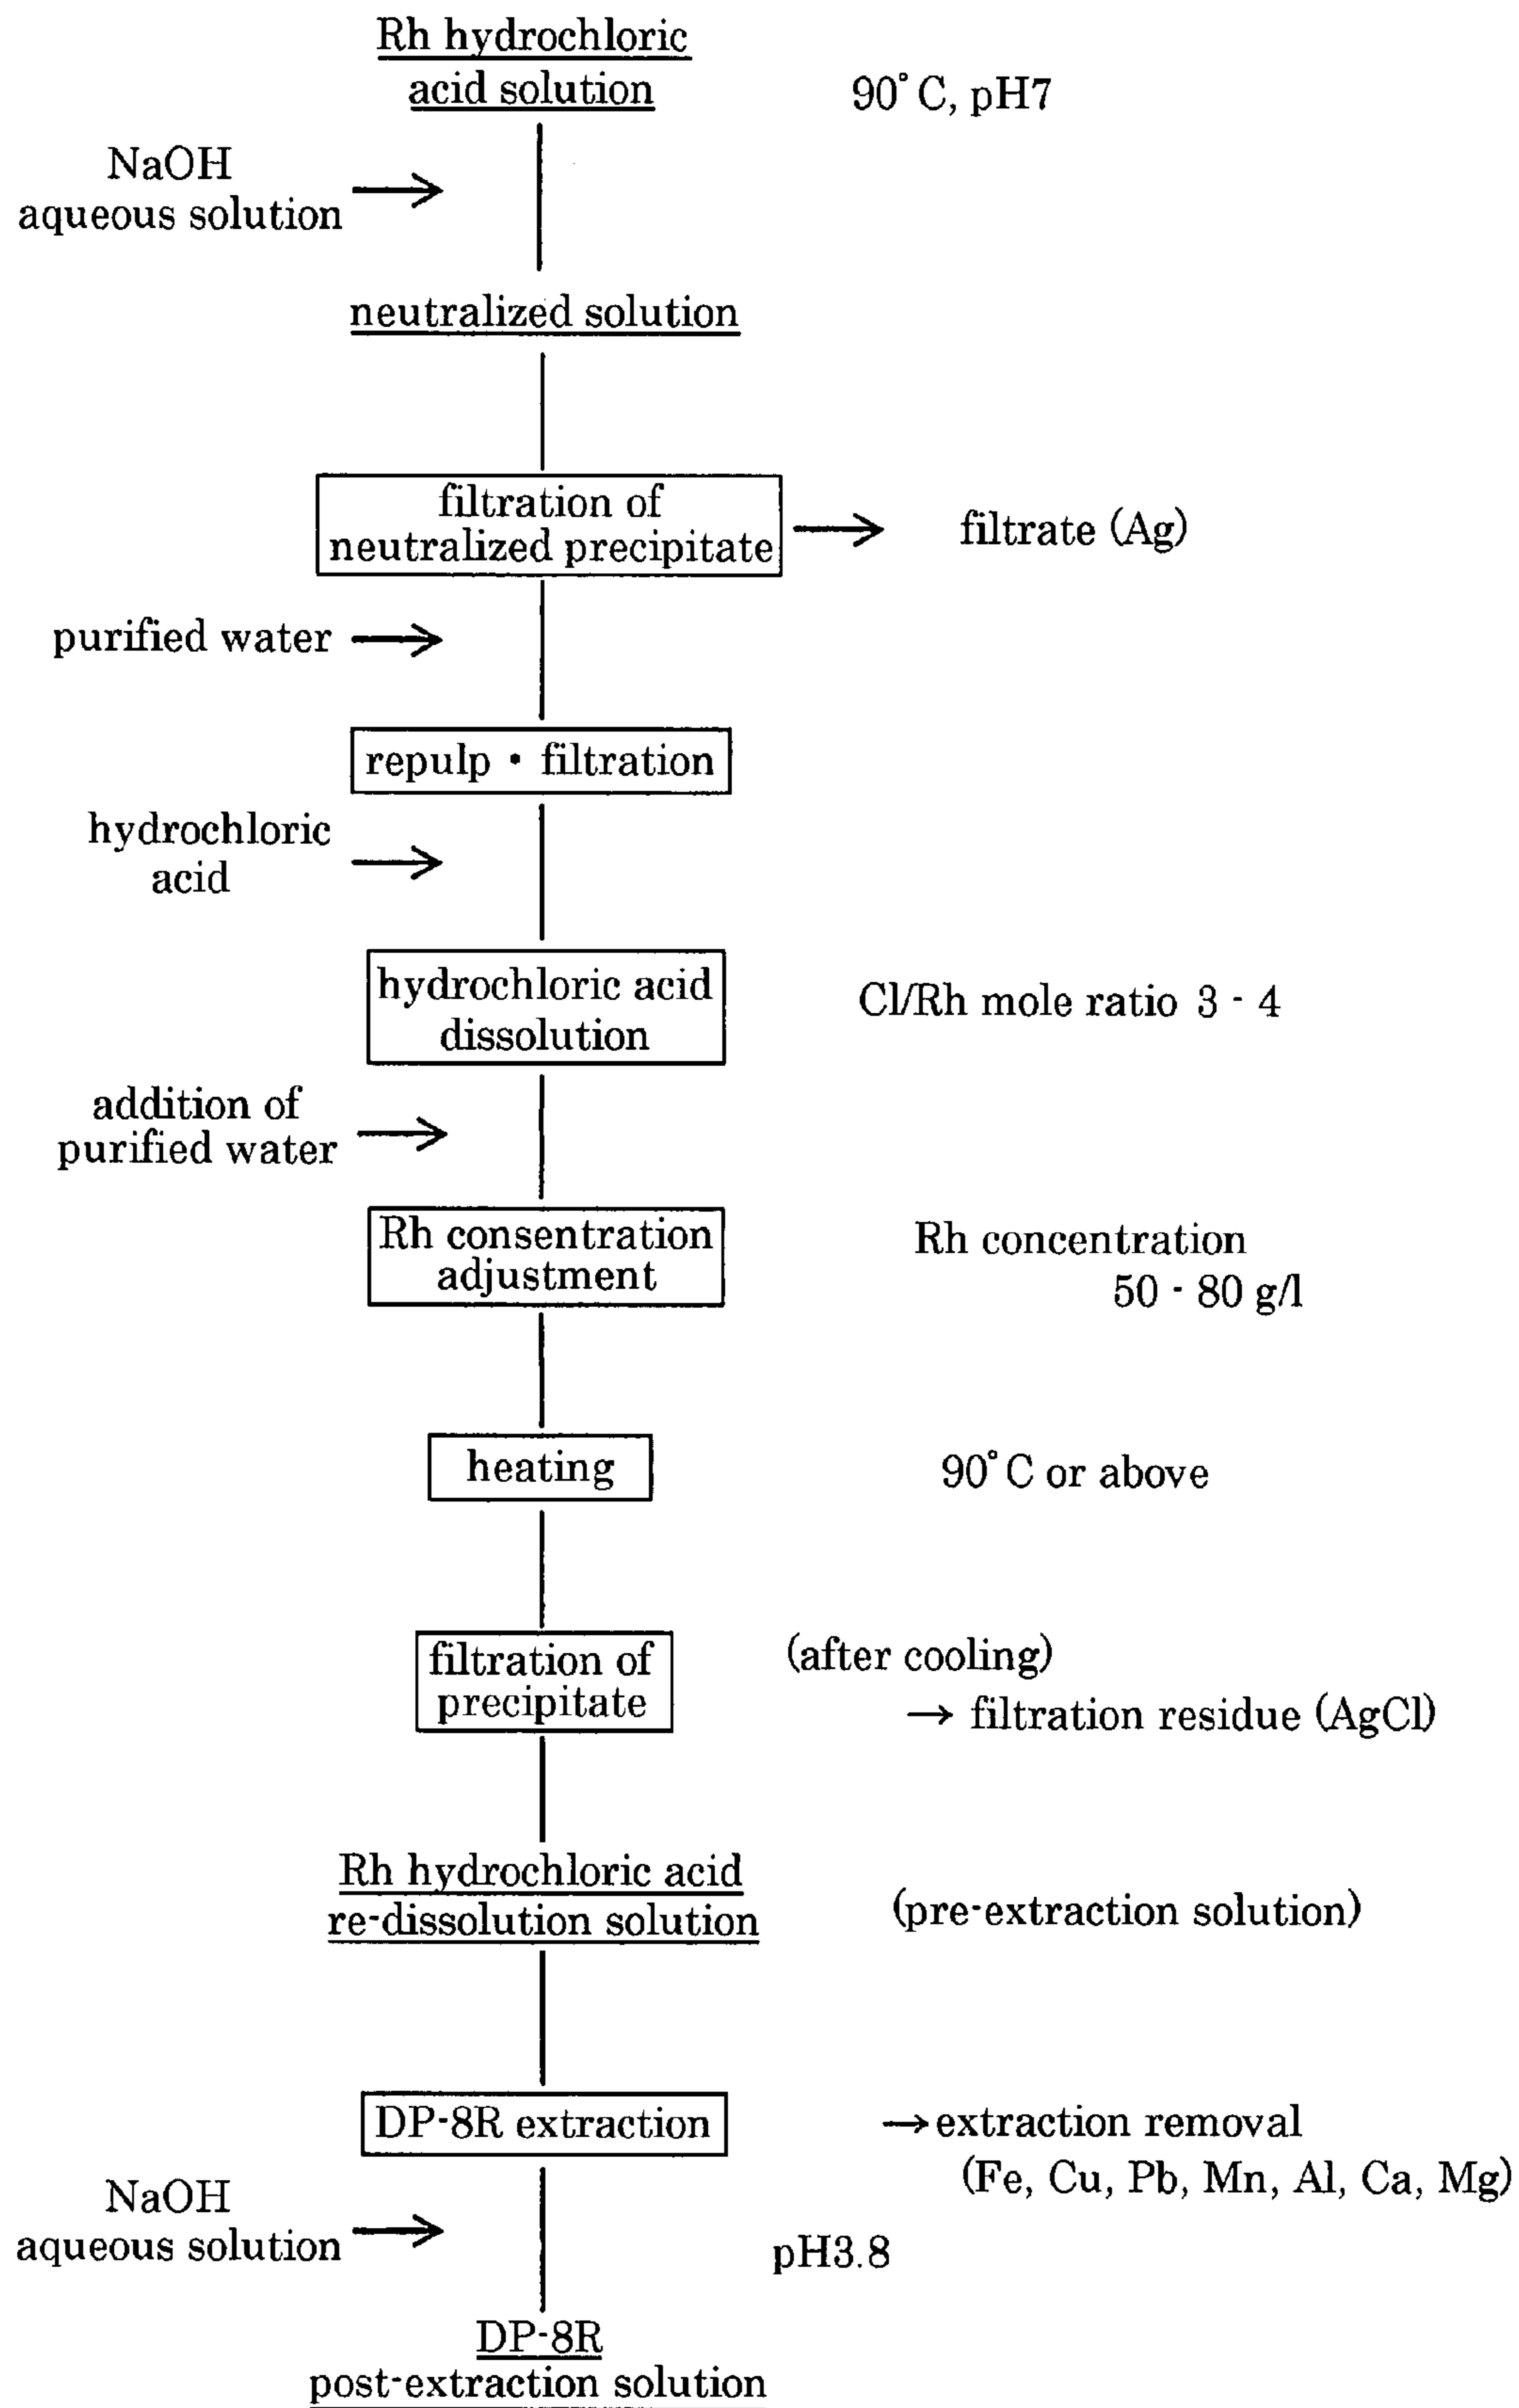 Rh hydrochloric
acid solution
90°C, pH7
NaOH
aqueous solution
neutralized solution
filtration of
neutralized precipitate
filtrate (Ag)
purified water
repulp・filtration
hydrochloric
acid
hydrochloric acid
dissolution
Cl/Rh mole ratio 3 - 4
addition of
purified water
Rh consentration
adjustment
Rh concentration
50 - 80 g/l
heating
90°C or above
filtration of
precipitate
(after cooling)
→ filtration residue (AgCl)
Rh hydrochloric acid
re-dissolution solution
(pre-extraction solution)
DP-8R extraction
→extraction removal
(Fe, Cu, Pb, Mn, Al, Ca, Mg)
NaOH
aqueous solution
pH3.8
DP-8R
post-extraction solution